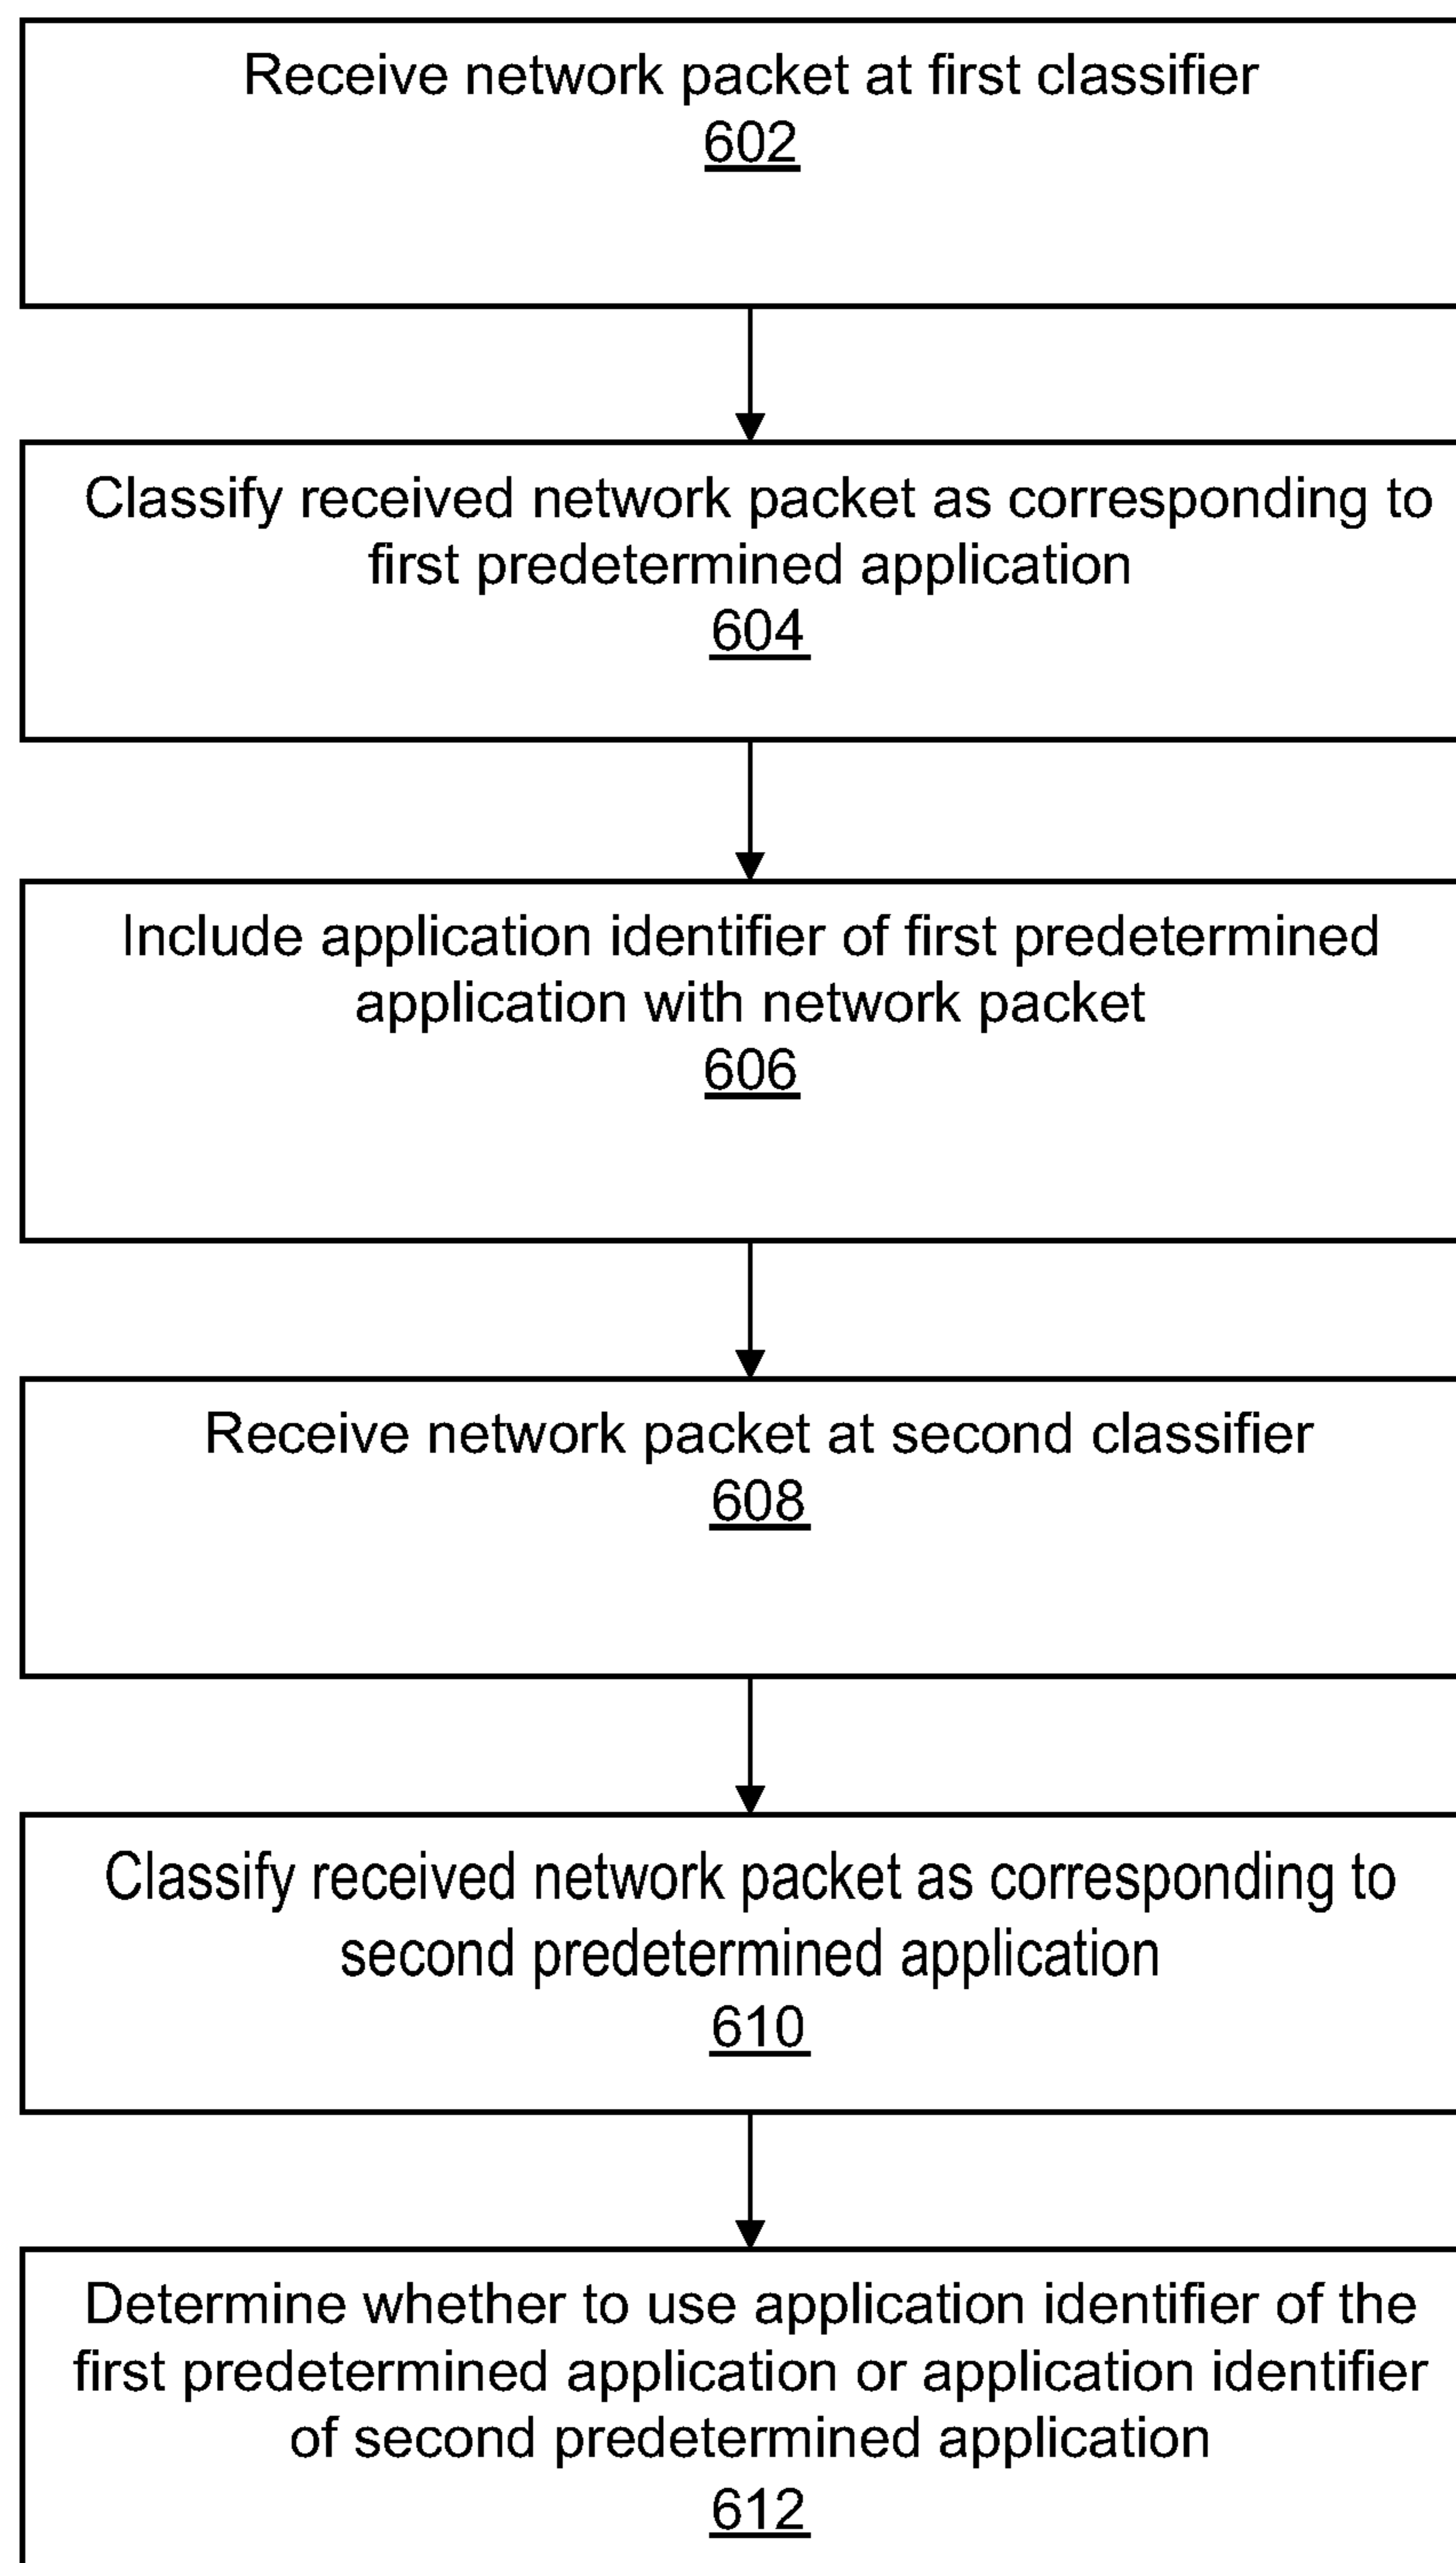 Receive network packet at first classifier
602
Classify received network packet as corresponding to
first predetermined application
604
Include application identifier of first predetermined
application with network packet
606
Receive network packet at second classifier
608
Classify received network packet as corresponding to
second predetermined application
610
Determine whether to use application identifier of the
first predetermined application or application identifier
of second predetermined application
612